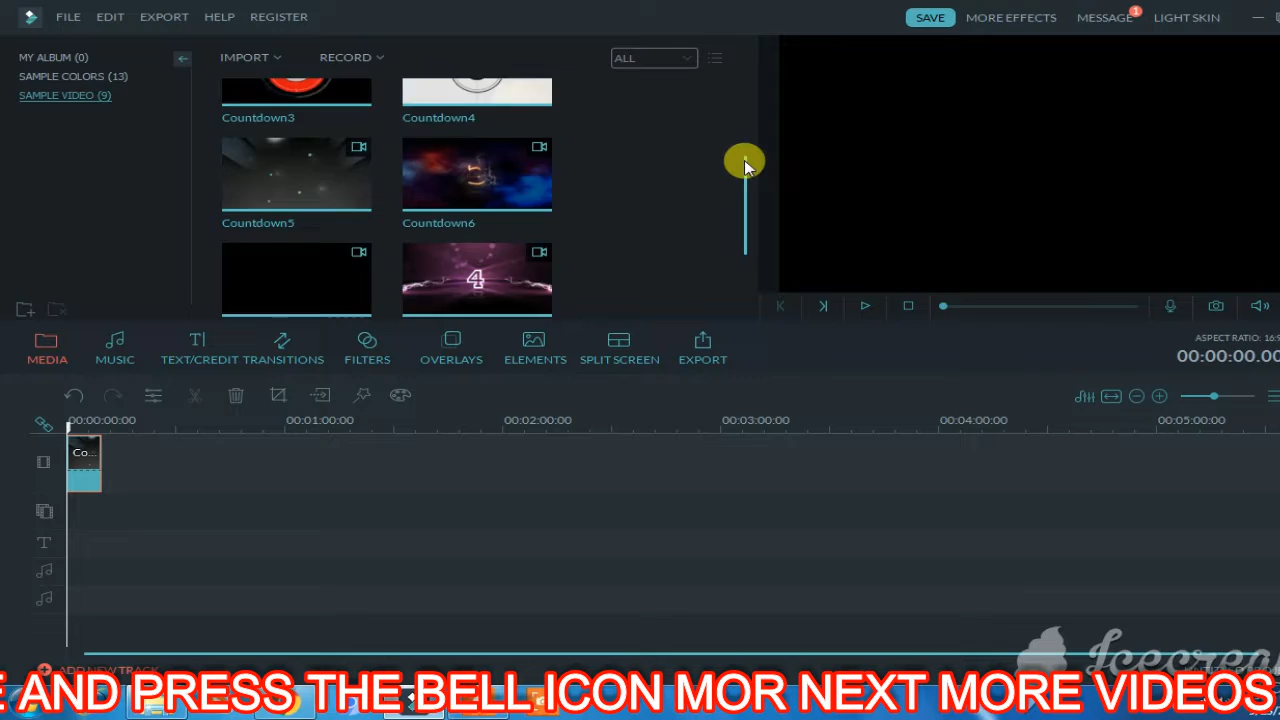 FILE EDIT EXPORT HELP REGISTER SAVE MORE EFFECTS MESSAGE 1 LIGHT SKIN
MY ALBUM (0)
SAMPLE COLORS (13)
SAMPLE VIDEO (9)
IMPORT RECORD ALL
Countdown3 Countdown4
Countdown5 Countdown6
5
4
MEDIA MUSIC TEXT/CREDIT TRANSITIONS FILTERS OVERLAYS ELEMENTS SPLIT SCREEN EXPORT
ASPECT RATIO: 16:9
00:00:00.00
00:00:00:00 00:01:00:00 00:02:00:00 00:03:00:00 00:04:00:00 00:05:00:00
Co...
T
ADD NEW TRACK
Icecrea
E AND PRESS THE BELL ICON MOR NEXT MORE VIDEOS